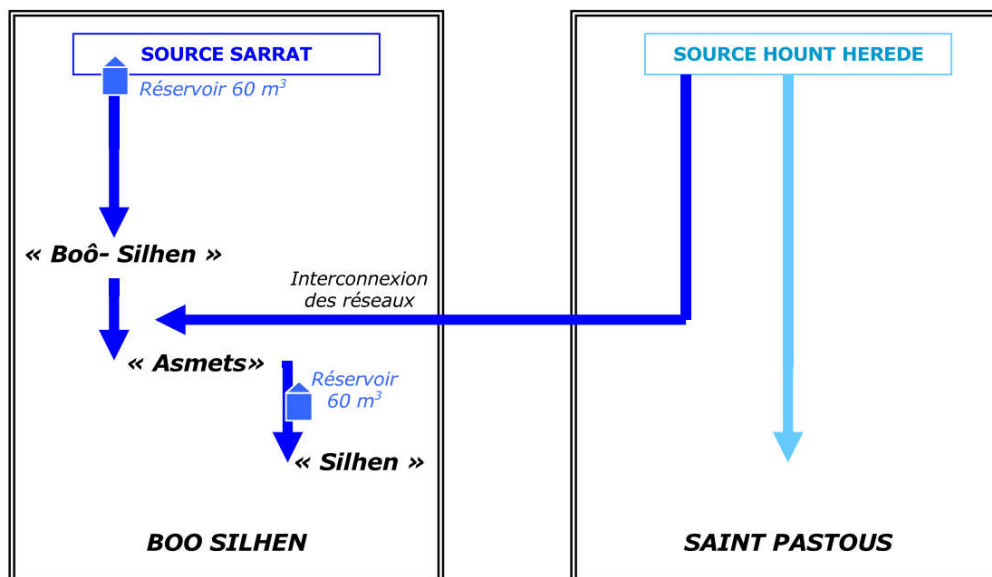 SOURCE SARRAT
Réservoir 60 m³
« Boô- Silhen »
Interconnexion
des réseaux
« Asmets»
Réservoir
60 m³
« Silhen »
BOO SILHEN
SOURCE HOUNT HEREDE
SAINT PASTOUS